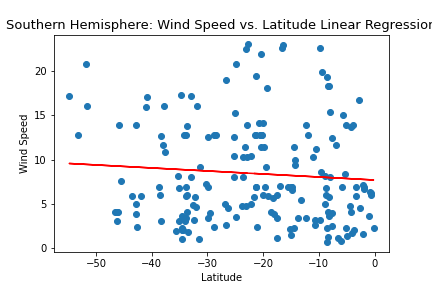 Southern Hemisphere: Wind Speed vs. Latitude Linear Regression
20
15
10
5
0
Wind Speed
−50 −40 −30 −20 −10 0
Latitude